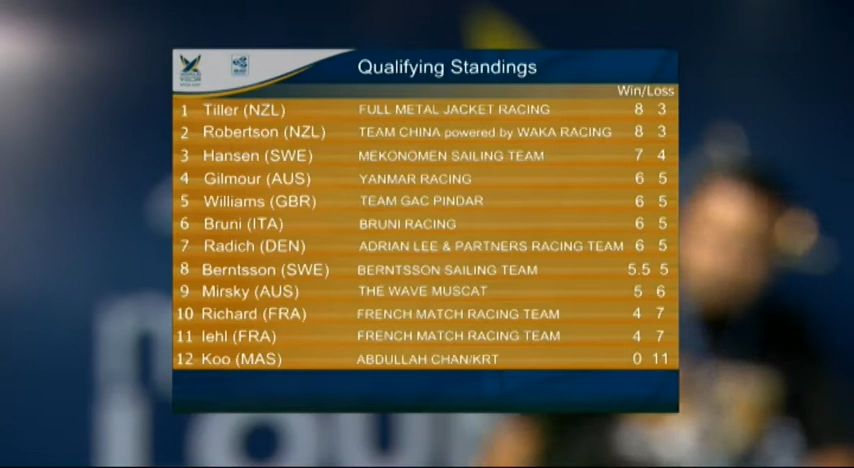 Qualifying Standings
Win/Loss
1 Tiller (NZL) FULL METAL JACKET RACING 8 3
2 Robertson (NZL) TEAM CHINA powered by WAKA RACING 8 3
3 Hansen (SWE) MEKONOMEN SAILING TEAM 7 4
4 Gilmour (AUS) YANMAR RACING 6 5
5 Williams (GBR) TEAM GAC PINDAR 6 5
6 Bruni (ITA) BRUNI RACING 6 5
7 Radich (DEN) ADRIAN LEE & PARTNERS RACING TEAM 6 5
8 Berntsson (SWE) BERNTSSON SAILING TEAM 5.5 5
9 Mirsky (AUS) THE WAVE MUSCAT 5 6
10 Richard (FRA) FRENCH MATCH RACING TEAM 4 7
11 Iehl (FRA) FRENCH MATCH RACING TEAM 4 7
12 Koo (MAS) ABDULLAH CHAN/KRT 0 11